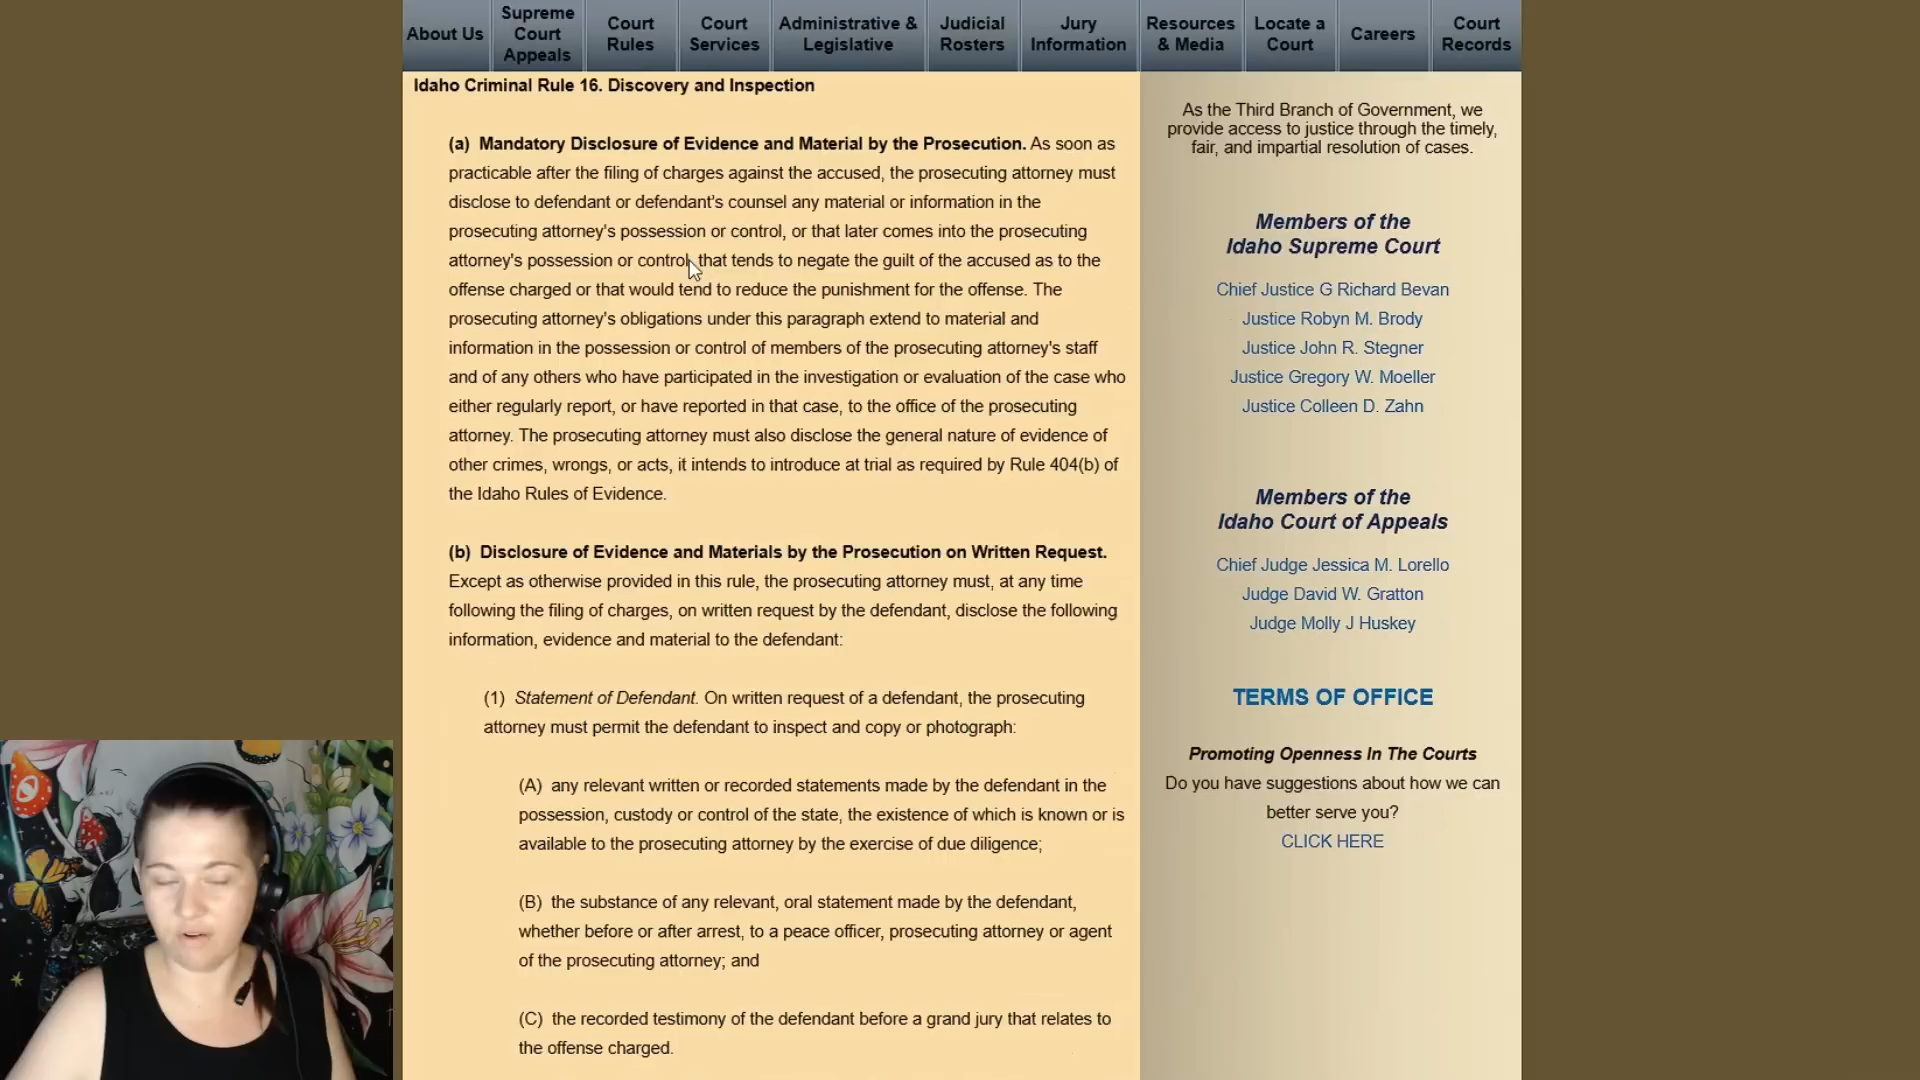 About Us
Supreme Court Appeals
Court Rules
Court Services
Administrative & Legislative
Judicial Rosters
Jury Information
Resources & Media
Locate a Court
Careers
Court Records
Idaho Criminal Rule 16. Discovery and Inspection
(a) Mandatory Disclosure of Evidence and Material by the Prosecution. As soon as
practicable after the filing of charges against the accused, the prosecuting attorney must
disclose to defendant or defendant's counsel any material or information in the
prosecuting attorney's possession or control, or that later comes into the prosecuting
attorney's possession or control, that tends to negate the guilt of the accused as to the
offense charged or that would tend to reduce the punishment for the offense. The
prosecuting attorney's obligations under this paragraph extend to material and
information in the possession or control of members of the prosecuting attorney's staff
and of any others who have participated in the investigation or evaluation of the case who
either regularly report, or have reported in that case, to the office of the prosecuting
attorney. The prosecuting attorney must also disclose the general nature of evidence of
other crimes, wrongs, or acts, it intends to introduce at trial as required by Rule 404(b) of
the Idaho Rules of Evidence.
(b) Disclosure of Evidence and Materials by the Prosecution on Written Request.
Except as otherwise provided in this rule, the prosecuting attorney must, at any time
following the filing of charges, on written request by the defendant, disclose the following
information, evidence and material to the defendant:
(1) Statement of Defendant. On written request of a defendant, the prosecuting
attorney must permit the defendant to inspect and copy or photograph:
(A) any relevant written or recorded statements made by the defendant in the
possession, custody or control of the state, the existence of which is known or is
available to the prosecuting attorney by the exercise of due diligence;
(B) the substance of any relevant, oral statement made by the defendant,
whether before or after arrest, to a peace officer, prosecuting attorney or agent
of the prosecuting attorney; and
(C) the recorded testimony of the defendant before a grand jury that relates to
the offense charged.
As the Third Branch of Government, we
provide access to justice through the timely,
fair, and impartial resolution of cases.
Members of the
Idaho Supreme Court
Chief Justice G Richard Bevan
Justice Robyn M. Brody
Justice John R. Stegner
Justice Gregory W. Moeller
Justice Colleen D. Zahn
Members of the
Idaho Court of Appeals
Chief Judge Jessica M. Lorello
Judge David W. Gratton
Judge Molly J Huskey
TERMS OF OFFICE
Promoting Openness In The Courts
Do you have suggestions about how we can
better serve you?
CLICK HERE